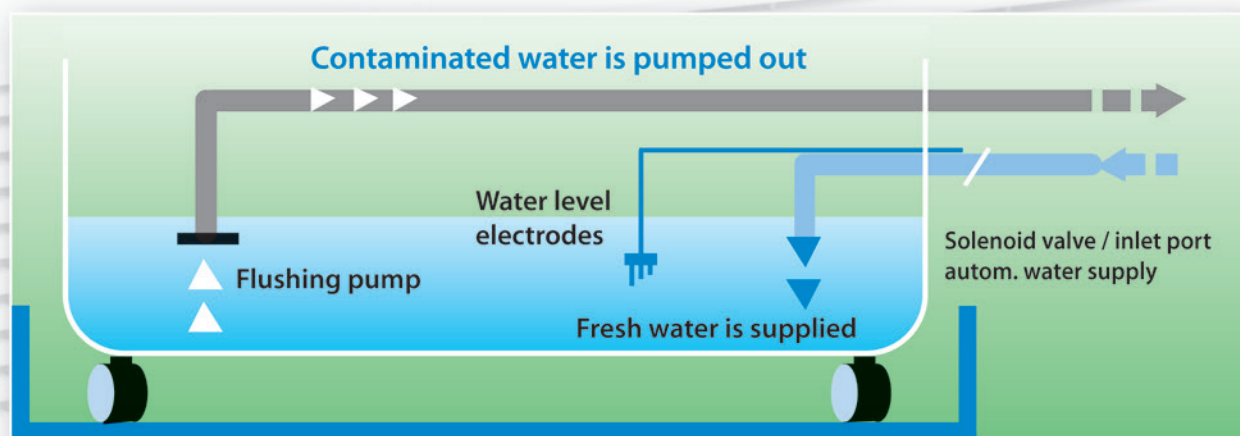 Contaminated water is pumped out
Water level
electrodes
Flushing pump
Solenoid valve / inlet port
autom. water supply
Fresh water is supplied